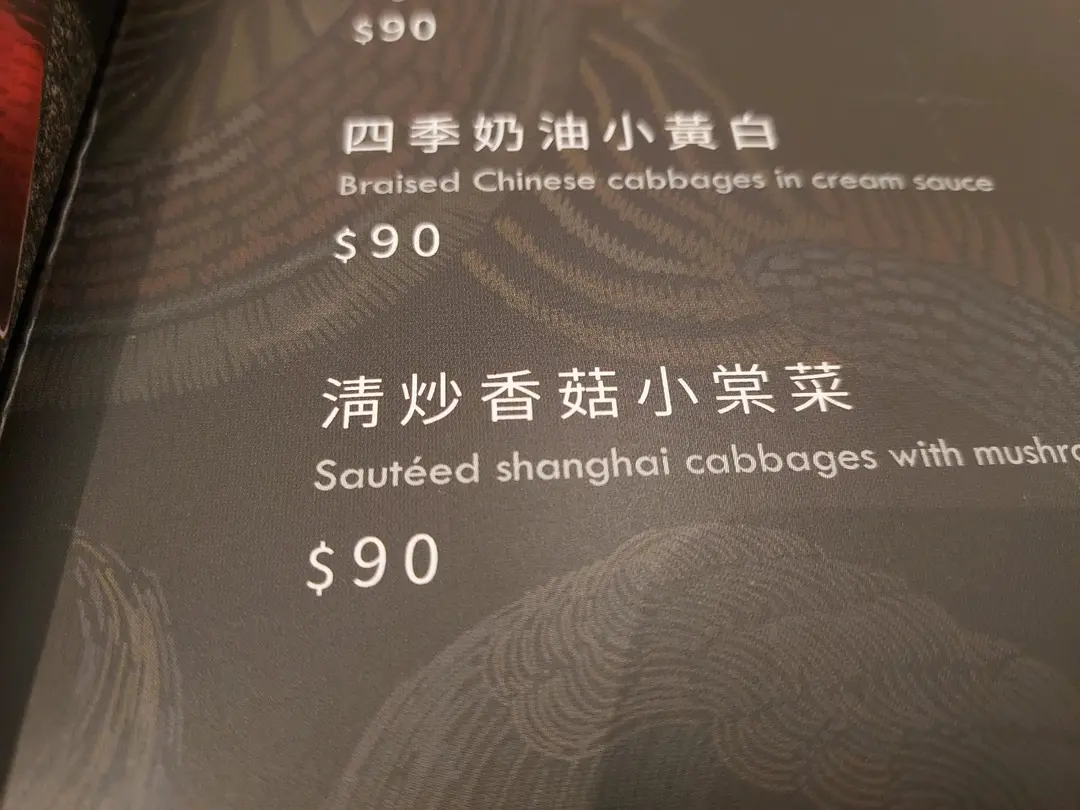 $90
四季奶油小黃白
Braised Chinese cabbages in cream sauce
$90
清炒香菇小棠菜
Sautéed shanghai cabbages with
$90